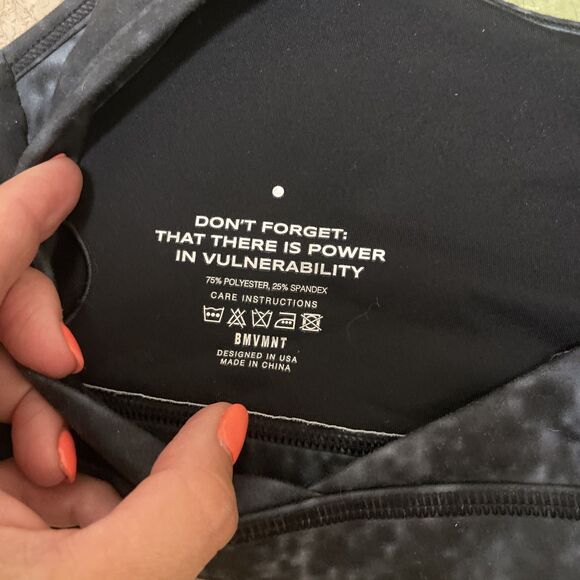 DON'T FORGET:
THAT THERE IS POWER
IN VULNERABILITY
75% POLYESTER, 25% SPANDEX
CARE INSTRUCTIONS
BMVMNT
DESIGNED IN USA
MADE IN CHINA